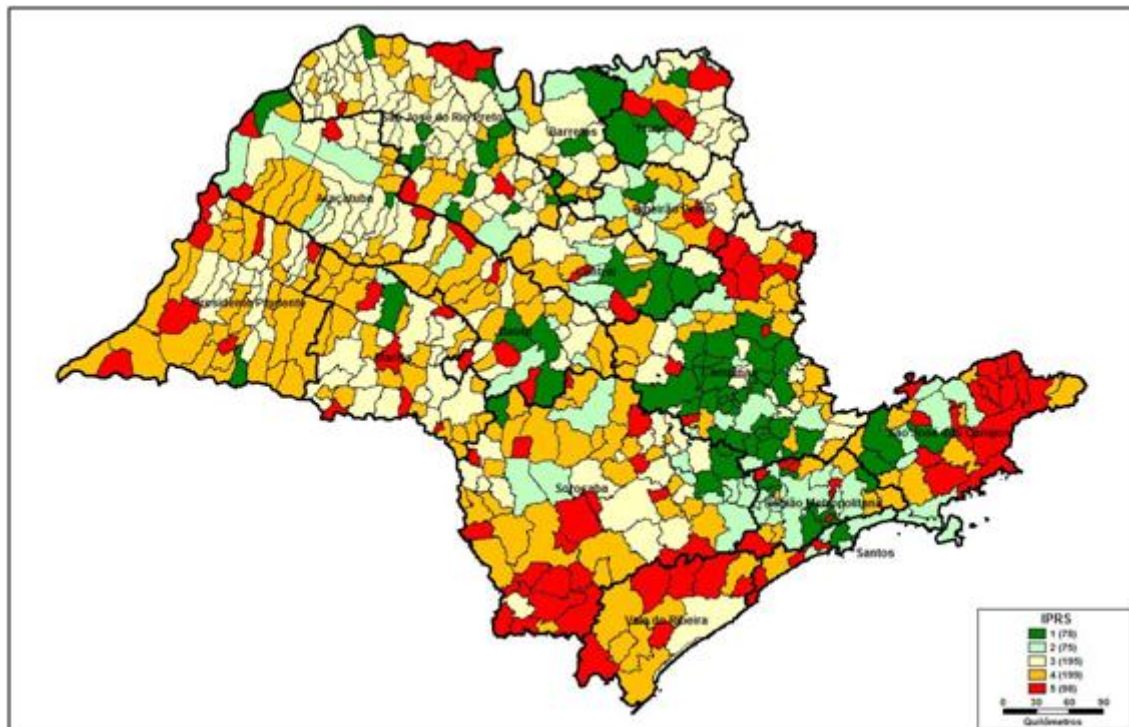 São José do Rio Preto
Barretos
Franca
Araçatuba
Ribeirão Preto
Central
Presidente Prudente
Bauru
Marília
Campinas
São José dos Campos
Sorocaba
Região Metropolitana
Santos
Vale do Ribeira
IPRS
1 (78)
2 (75)
3 (195)
4 (199)
5 (98)
0 30 60 90
Quilômetros